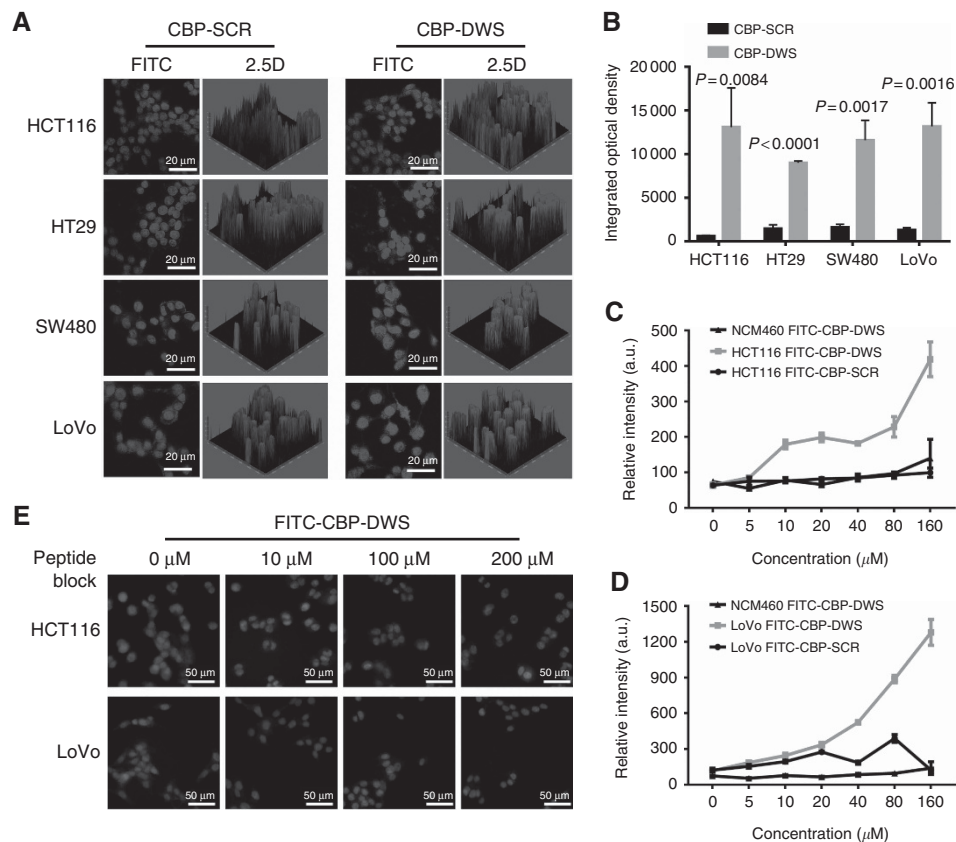 A
CBP-SCR
CBP-DWS
FITC
2.5D
FITC
2.5D
HCT116
20 μm
20 μm
HT29
20 μm
20 μm
SW480
20 μm
20 μm
LoVo
20 μm
20 μm
B
CBP-SCR
CBP-DWS
Integrated optical density
20 000
15 000
10 000
5000
0
P = 0.0084
P < 0.0001
P = 0.0017
P = 0.0016
HCT116
HT29
SW480
LoVo
C
NCM460 FITC-CBP-DWS
HCT116 FITC-CBP-DWS
HCT116 FITC-CBP-SCR
Relative intensity (a.u.)
500
400
300
200
100
0
0 5 10 20 40 80 160
Concentration (μM)
D
NCM460 FITC-CBP-DWS
LoVo FITC-CBP-DWS
LoVo FITC-CBP-SCR
Relative intensity (a.u.)
1500
1200
900
600
300
0
0 5 10 20 40 80 160
Concentration (μM)
E
FITC-CBP-DWS
Peptide
block
0 μM
10 μM
100 μM
200 μM
HCT116
50 μm
50 μm
50 μm
50 μm
LoVo
50 μm
50 μm
50 μm
50 μm